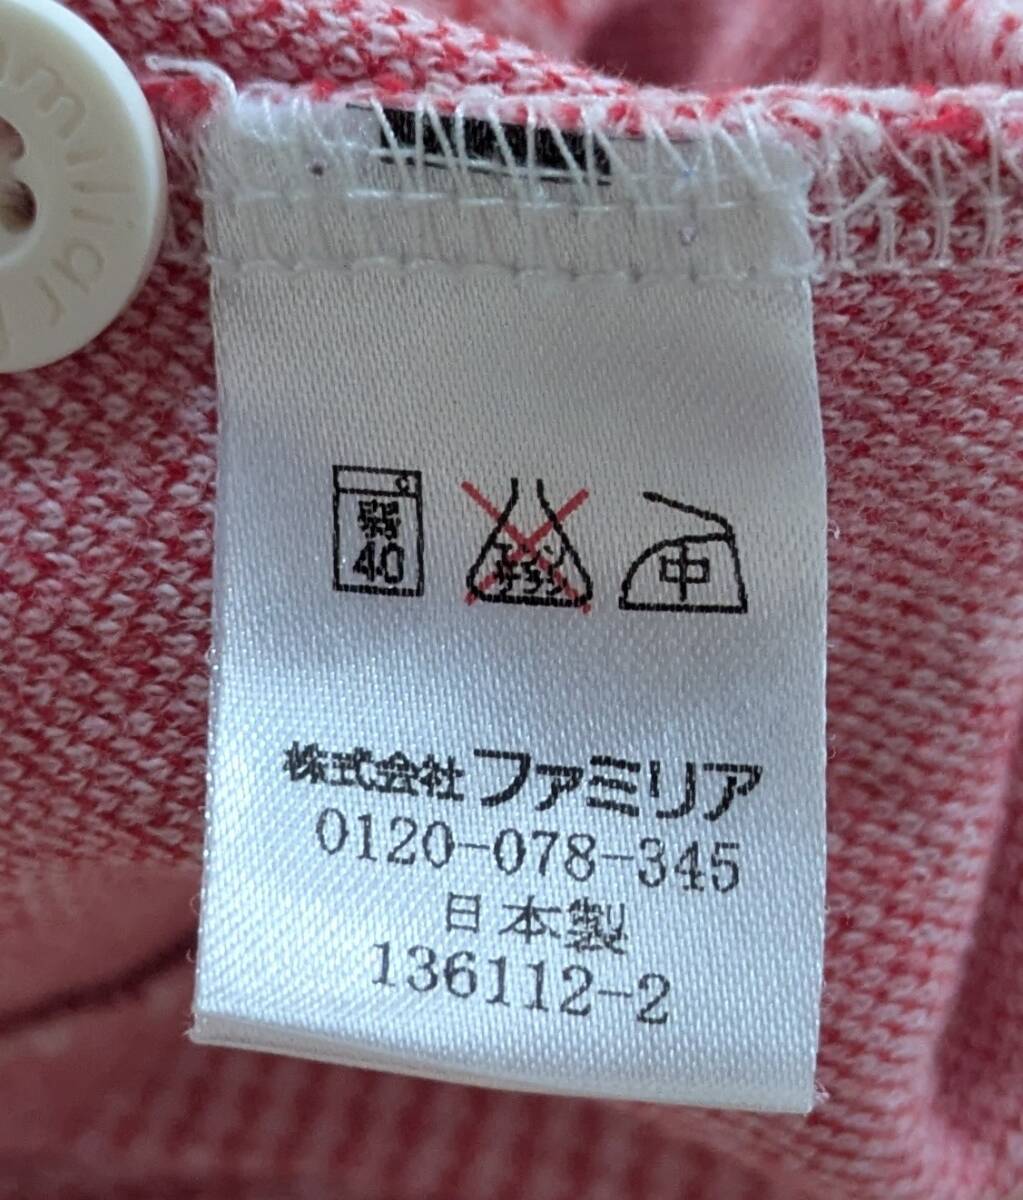 miliar
弱
40
エンソ
サラシ
中
株式会社ファミリア
0120-078-345
日本製
136112-2